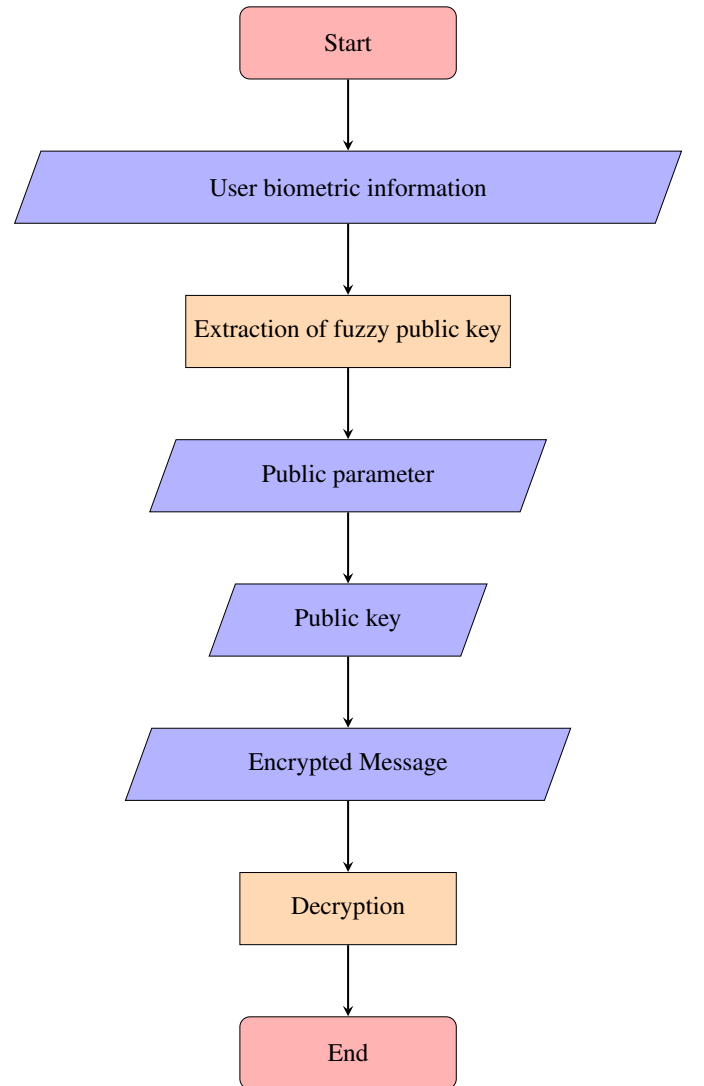 Start
User biometric information
Extraction of fuzzy public key
Public parameter
Public key
Encrypted Message
Decryption
End